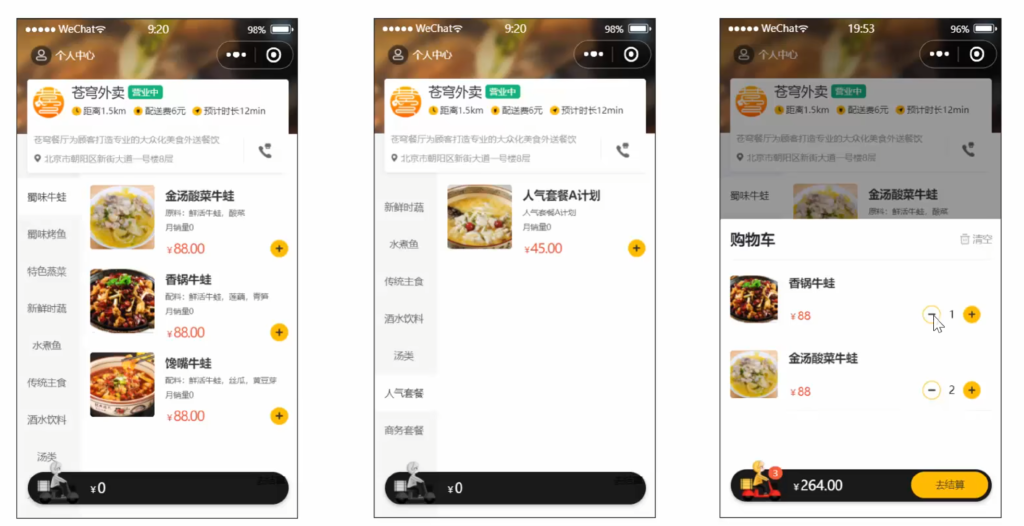 WeChat 9:20 98%
个人中心
苍穹外卖 营业中
距离1.5km 配送费6元 预计时长12min
苍穹餐厅为顾客打造专业的大众化美食外送餐饮
北京市朝阳区新街大道一号楼8层
蜀味牛蛙
蜀味烤鱼
特色蒸菜
新鲜时蔬
水煮鱼
传统主食
酒水饮料
汤类
金汤酸菜牛蛙
原料：鲜活牛蛙，酸菜
月销量0
¥88.00
香锅牛蛙
配料：鲜活牛蛙，莲藕，青笋
月销量0
¥88.00
馋嘴牛蛙
配料：鲜活牛蛙，丝瓜，黄豆芽
月销量0
¥88.00
¥0
WeChat 9:20 98%
个人中心
苍穹外卖 营业中
距离1.5km 配送费6元 预计时长12min
苍穹餐厅为顾客打造专业的大众化美食外送餐饮
北京市朝阳区新街大道一号楼8层
新鲜时蔬
水煮鱼
传统主食
酒水饮料
汤类
人气套餐
商务套餐
人气套餐A计划
人气套餐A计划
月销量0
¥45.00
¥0
WeChat 19:53 96%
个人中心
苍穹外卖 营业中
距离1.5km 配送费6元 预计时长12min
苍穹餐厅为顾客打造专业的大众化美食外送餐饮
北京市朝阳区新街大道一号楼8层
蜀味牛蛙
金汤酸菜牛蛙
原料：鲜活牛蛙，酸菜
购物车 清空
香锅牛蛙
¥88 1
金汤酸菜牛蛙
¥88 2
3
¥264.00 去结算